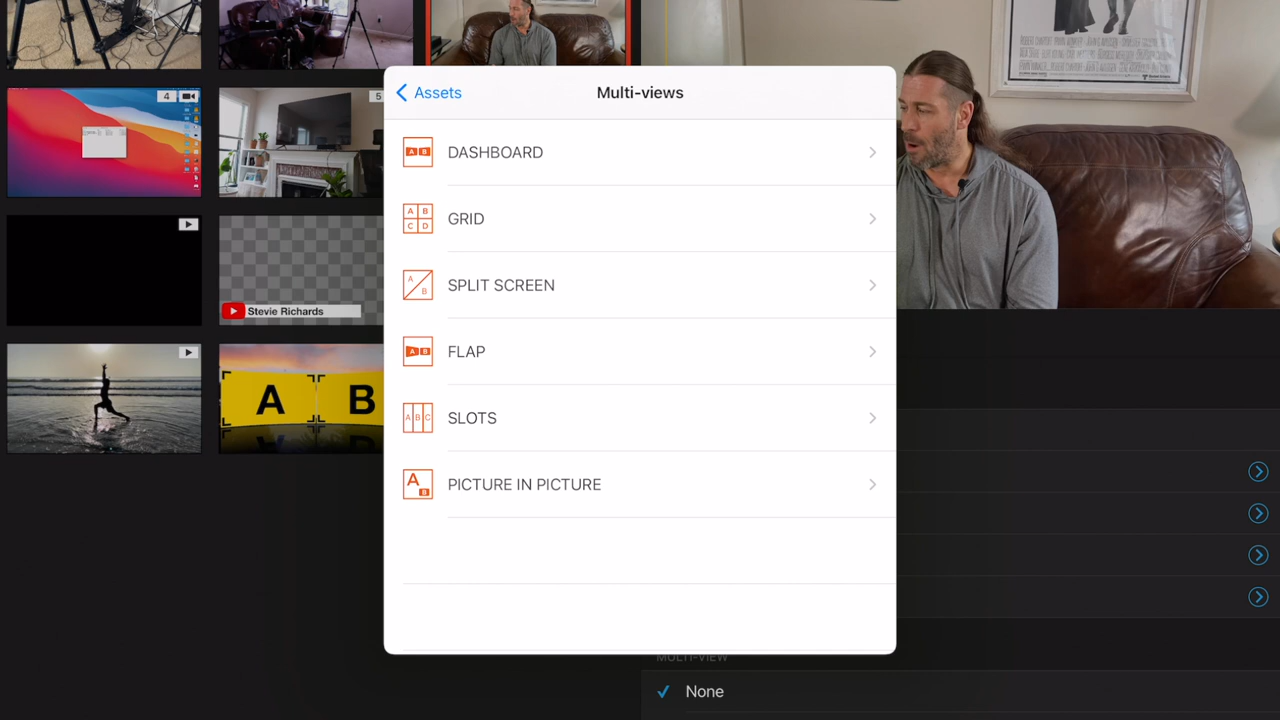 4
5
Stevie Richards
A B
Assets
Multi-views
A B
DASHBOARD
A B
C D
GRID
A
B
SPLIT SCREEN
A B
FLAP
A B C
SLOTS
A
B
PICTURE IN PICTURE
MULTI-VIEW
None